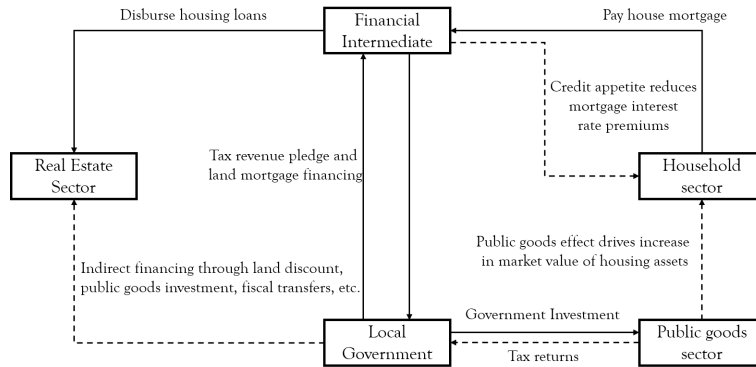 Disburse housing loans
Financial
Intermediate
Pay house mortgage
Credit appetite reduces
mortgage interest
rate premiums
Real Estate
Sector
Tax revenue pledge and
land mortgage financing
Household
sector
Public goods effect drives increase
in market value of housing assets
Indirect financing through land discount,
public goods investment, fiscal transfers, etc.
Local
Government
Government Investment
Tax returns
Public goods
sector